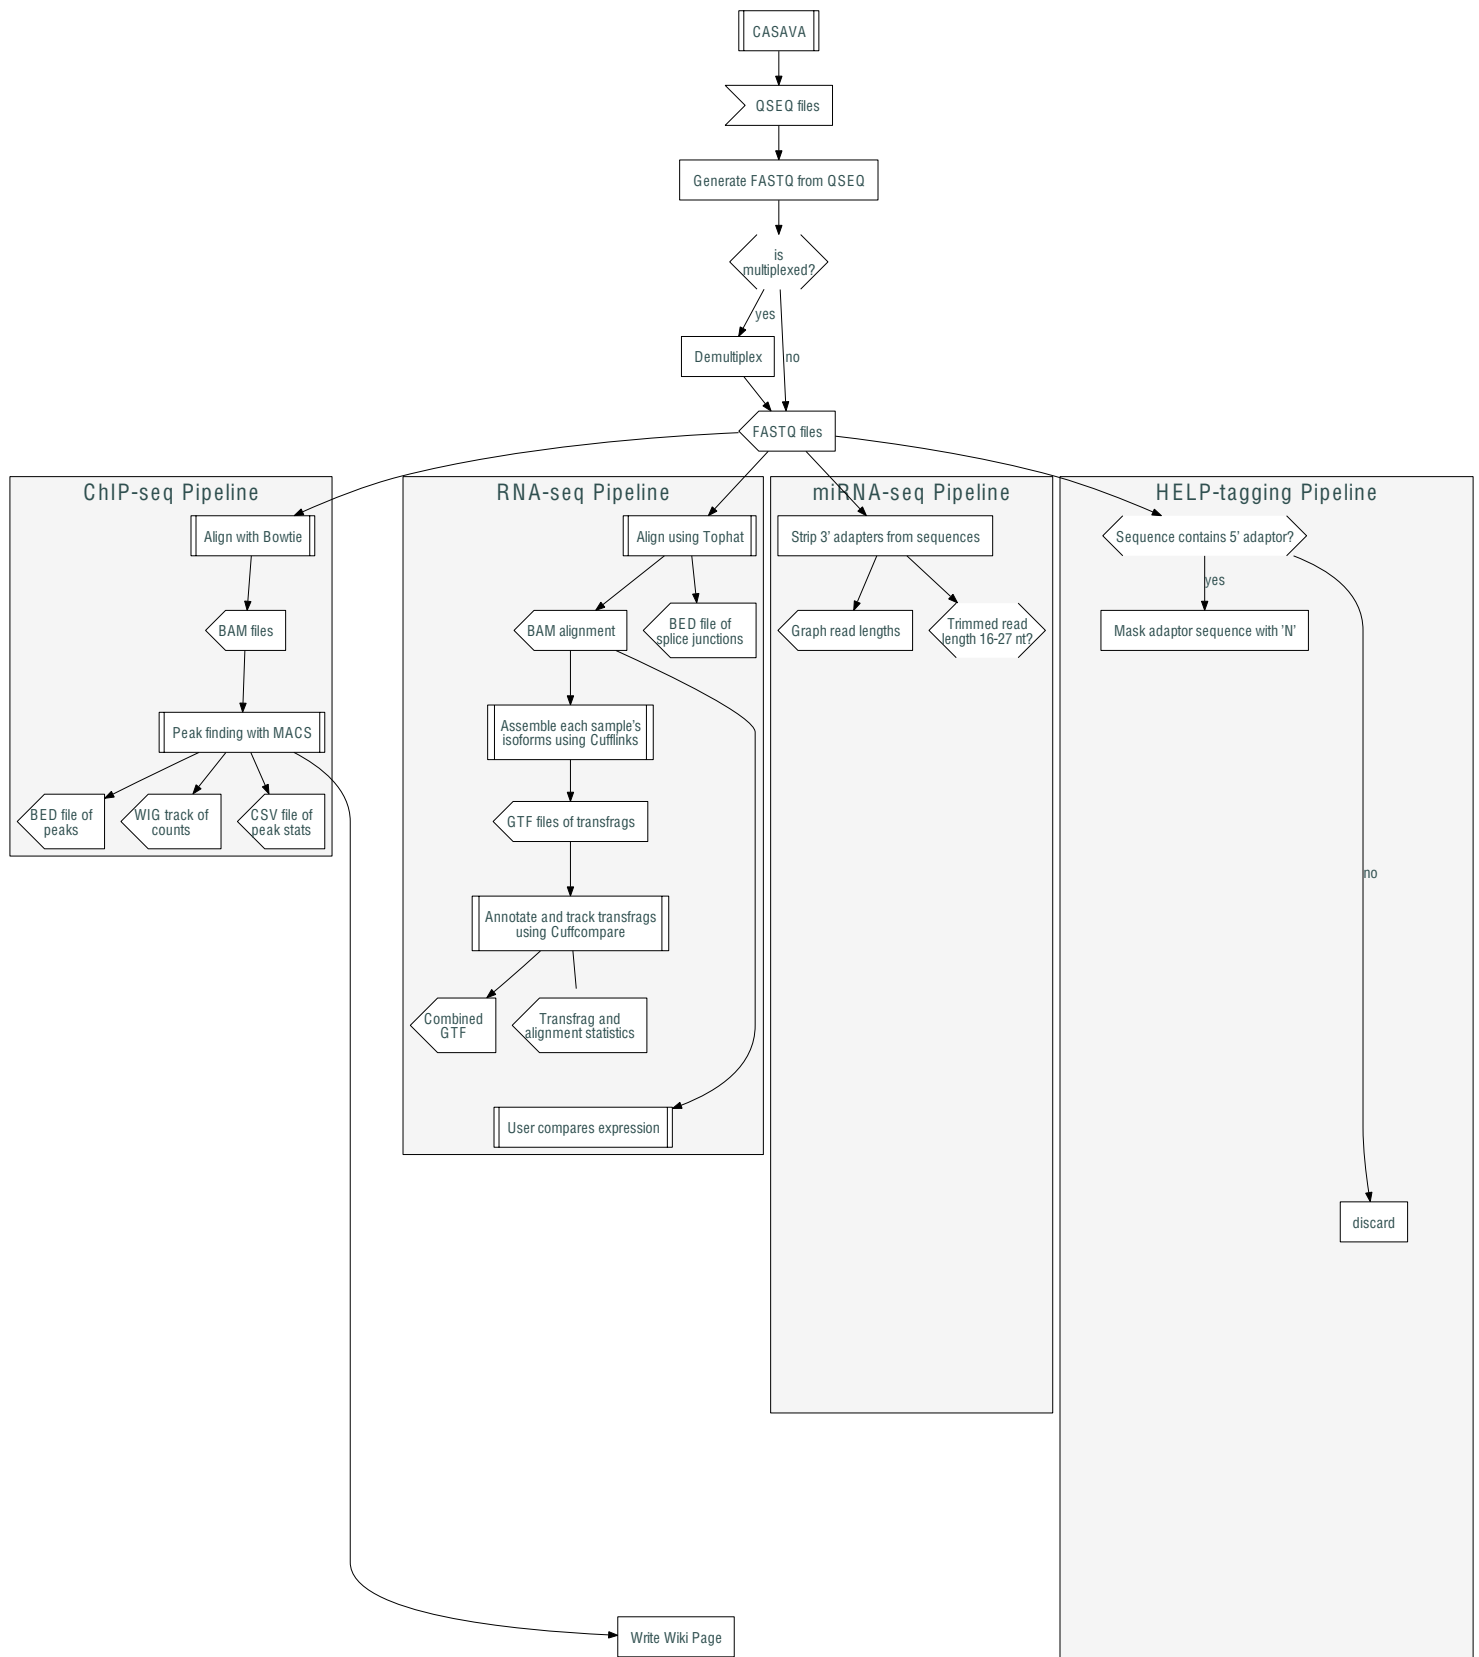 CASAVA
QSEQ files
Generate FASTQ from QSEQ
is
multiplexed?
yes
Demultiplex
no
FASTQ files
ChIP-seq Pipeline
Align with Bowtie
BAM files
Peak finding with MACS
BED file of
peaks
WIG track of
counts
CSV file of
peak stats
RNA-seq Pipeline
Align using Tophat
BAM alignment
BED file of
splice junctions
Assemble each sample's
isoforms using Cufflinks
GTF files of transfrags
Annotate and track transfrags
using Cuffcompare
Combined
GTF
Transfrag and
alignment statistics
User compares expression
miRNA-seq Pipeline
Strip 3' adapters from sequences
Graph read lengths
Trimmed read
length 16-27 nt?
HELP-tagging Pipeline
Sequence contains 5' adaptor?
yes
Mask adaptor sequence with 'N'
no
discard
Write Wiki Page